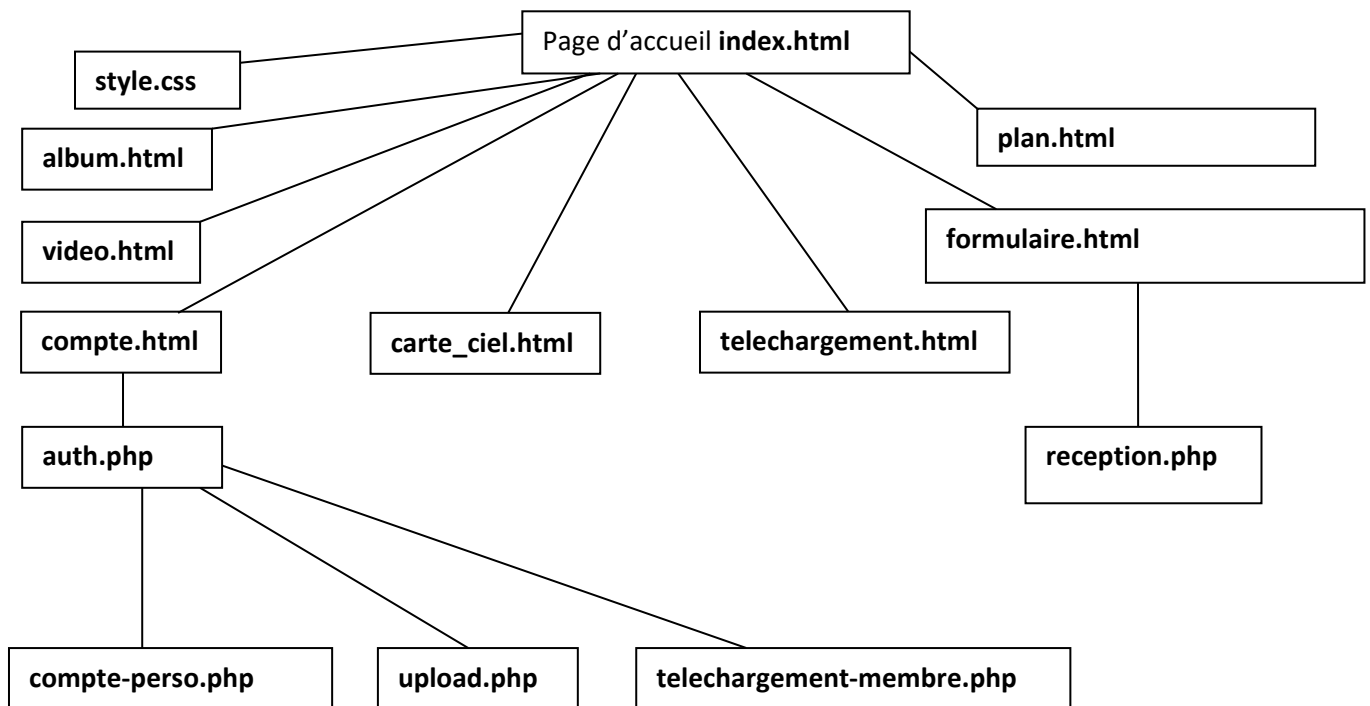 Page d’accueil index.html
style.css
plan.html
album.html
video.html
formulaire.html
compte.html
carte_ciel.html
telechargement.html
auth.php
reception.php
compte-perso.php
upload.php
telechargement-membre.php